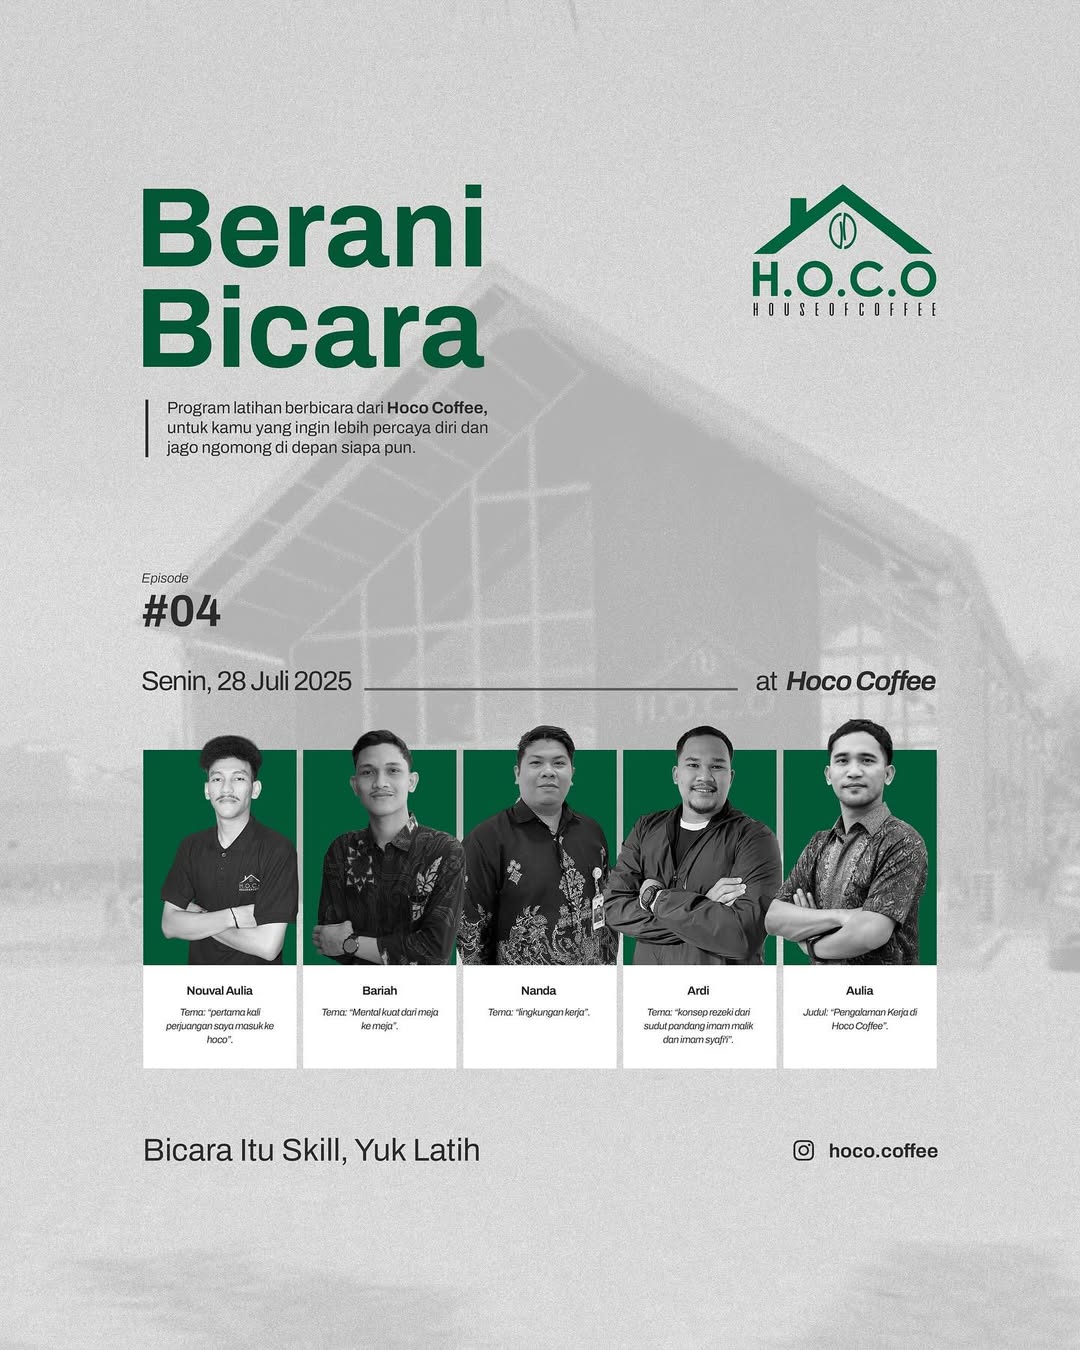 Berani
Bicara
H.O.C.O
HOUSEOFCOFFEE
Program latihan berbicara dari Hoco Coffee,
untuk kamu yang ingin lebih percaya diri dan
jago ngomong di depan siapa pun.
Episode
#04
Senin, 28 Juli 2025
at Hoco Coffee
H.O.C.O
Nouval Aulia
Tema: “pertama kali
perjuangan saya masuk ke
hoco”.
Bariah
Tema: “Mental kuat dari meja
ke meja”.
Nanda
Tema: “lingkungan kerja”.
Ardi
Tema: “konsep rezeki dari
sudut pandang imam malik
dan imam syafi'i”.
Aulia
Judul: “Pengalaman Kerja di
Hoco Coffee”.
Bicara Itu Skill, Yuk Latih
hoco.coffee